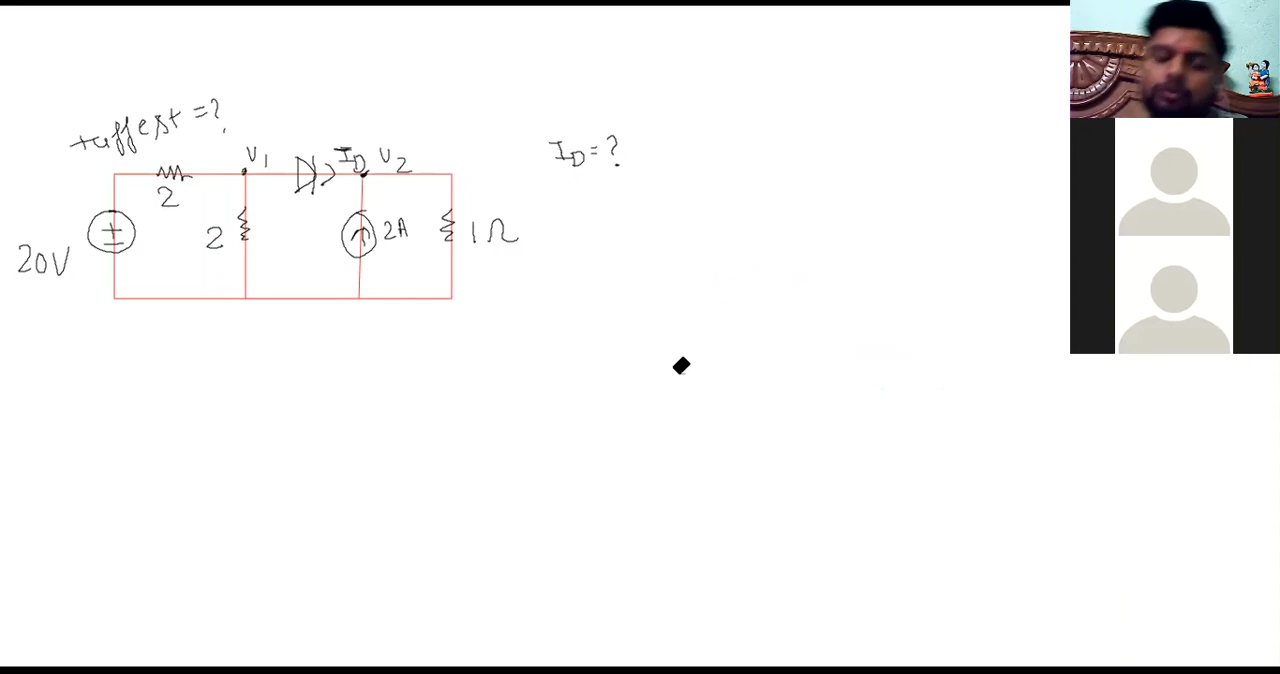 tuffest =?
V1
ID
V2
ID = ?
2
20V
2
2A
1Ω